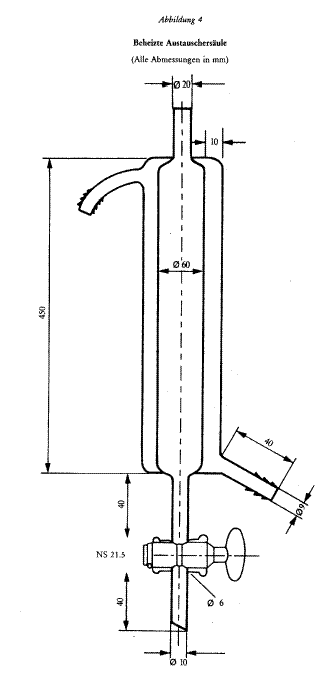 Abbildung 4
Beheizte Austauschersäule
(Alle Abmessungen in mm)
Ø 20
10
450
Ø 60
40
Ø 9
40
NS 21.5
40
Ø 6
Ø 10